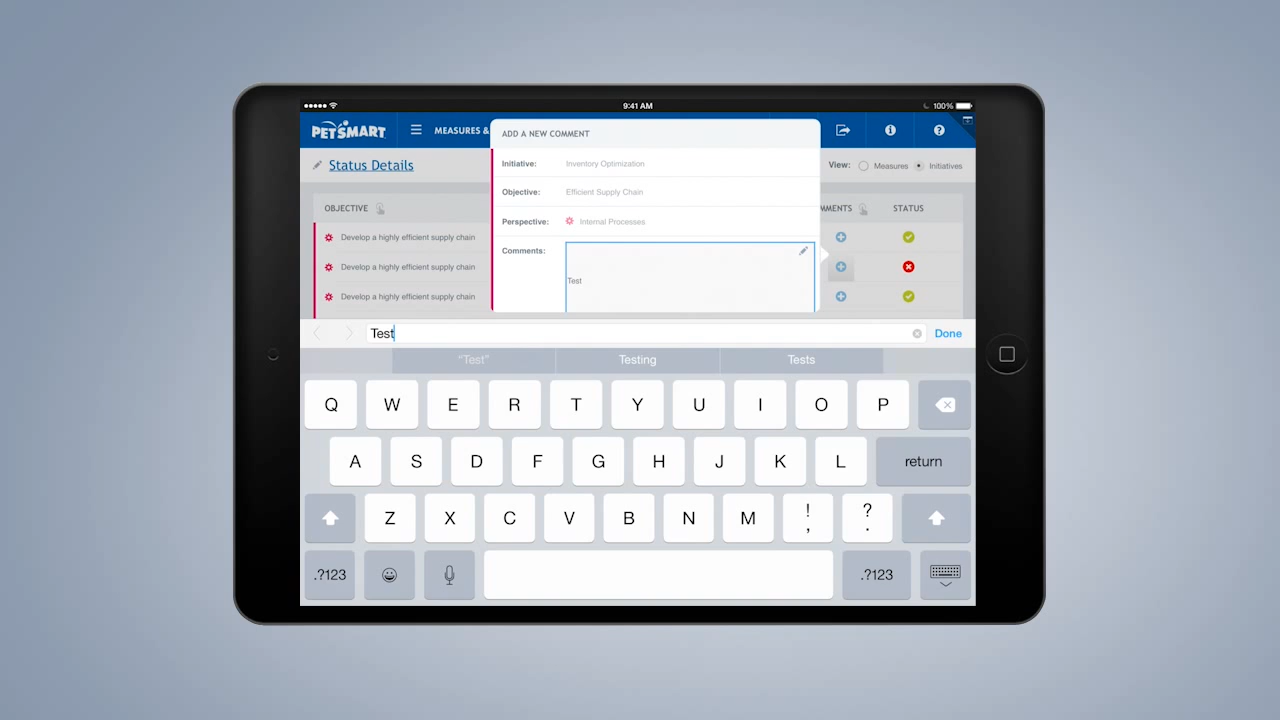 9:41 AM
100%
PETSMART
MEASURES &
ADD A NEW COMMENT
Status Details
View:
Measures
Initiatives
Initiative:
Inventory Optimization
Objective:
Efficient Supply Chain
Perspective:
Internal Processes
Comments:
Test
OBJECTIVE
MMENTS
STATUS
Develop a highly efficient supply chain
Develop a highly efficient supply chain
Develop a highly efficient supply chain
Test
Done
“Test”
Testing
Tests
Q W E R T Y U I O P
A S D F G H J K L
return
Z X C V B N M ! , ? .
.?123
.?123